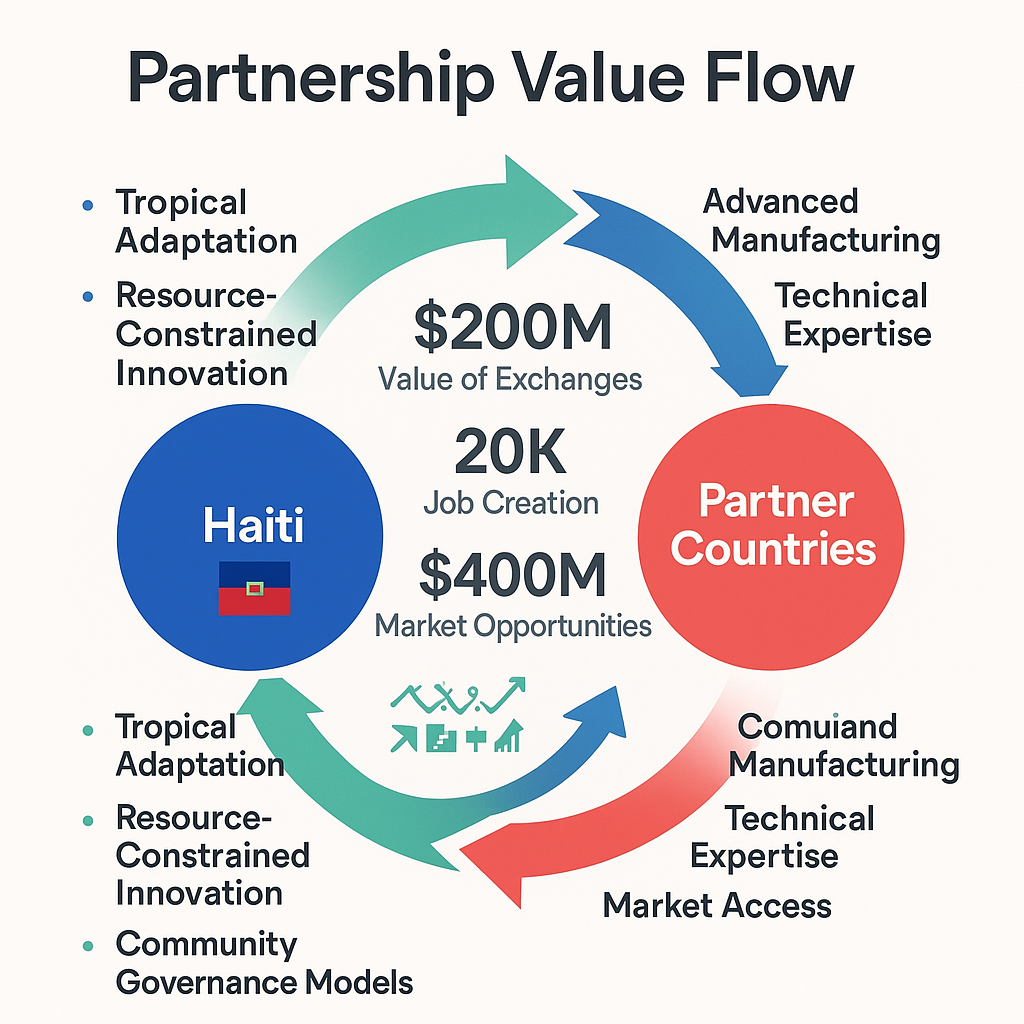 Partnership Value Flow
• Tropical
Adaptation
• Resource-
Constrained
Innovation
Advanced
Manufacturing
Technical
Expertise
$200M
Value of Exchanges
20K
Job Creation
$400M
Market Opportunities
Haiti
Partner
Countries
• Tropical
Adaptation
• Resource-
Constrained
Innovation
• Community
Governance Models
Comuiand
Manufacturing
Technical
Expertise
Market Access